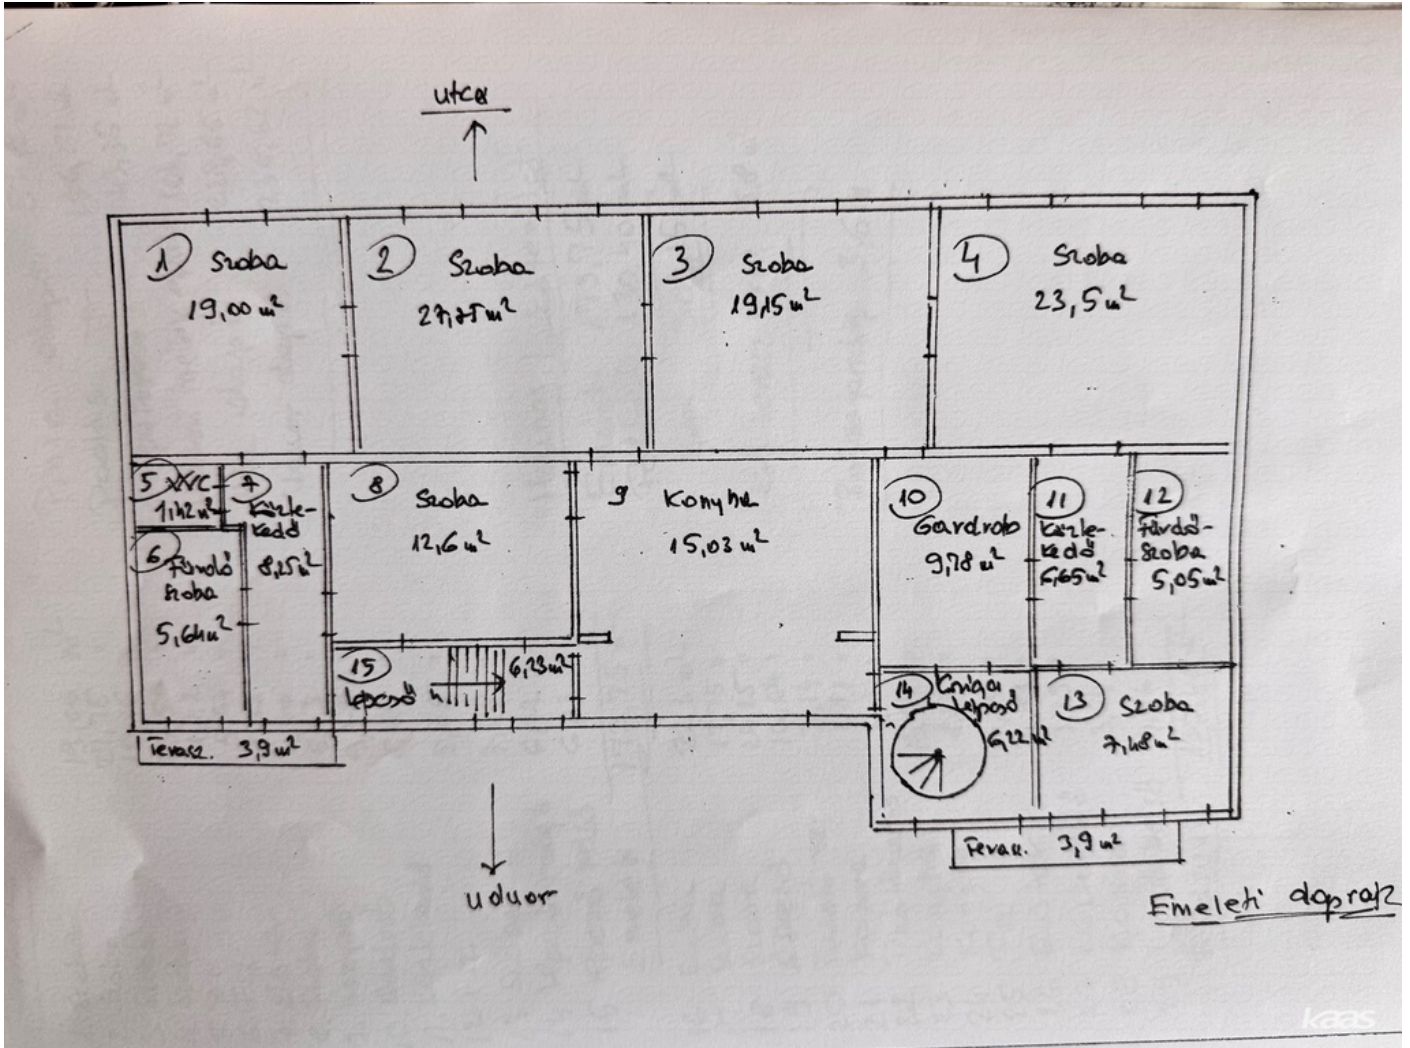 utca
1 Szoba
19,00 m²
2 Szoba
27,75 m²
3 Szoba
19,15 m²
4 Szoba
23,5 m²
5 WC
1,42 m²
6 Fürdő
szoba
5,64 m²
7
Közle-
kedő
8,25 m²
8 Szoba
12,6 m²
9 Konyha
15,03 m²
10
Gardrob
9,78 m²
11
Közle-
kedő
6,65 m²
12
Fürdő-
szoba
5,05 m²
15 6,23 m²
lépcső
14 Csiga
lépcső
6,22 m²
13 Szoba
7,48 m²
Terasz. 3,9 m²
Terasz. 3,9 m²
udvar
Emeleti alaprajz
kaas